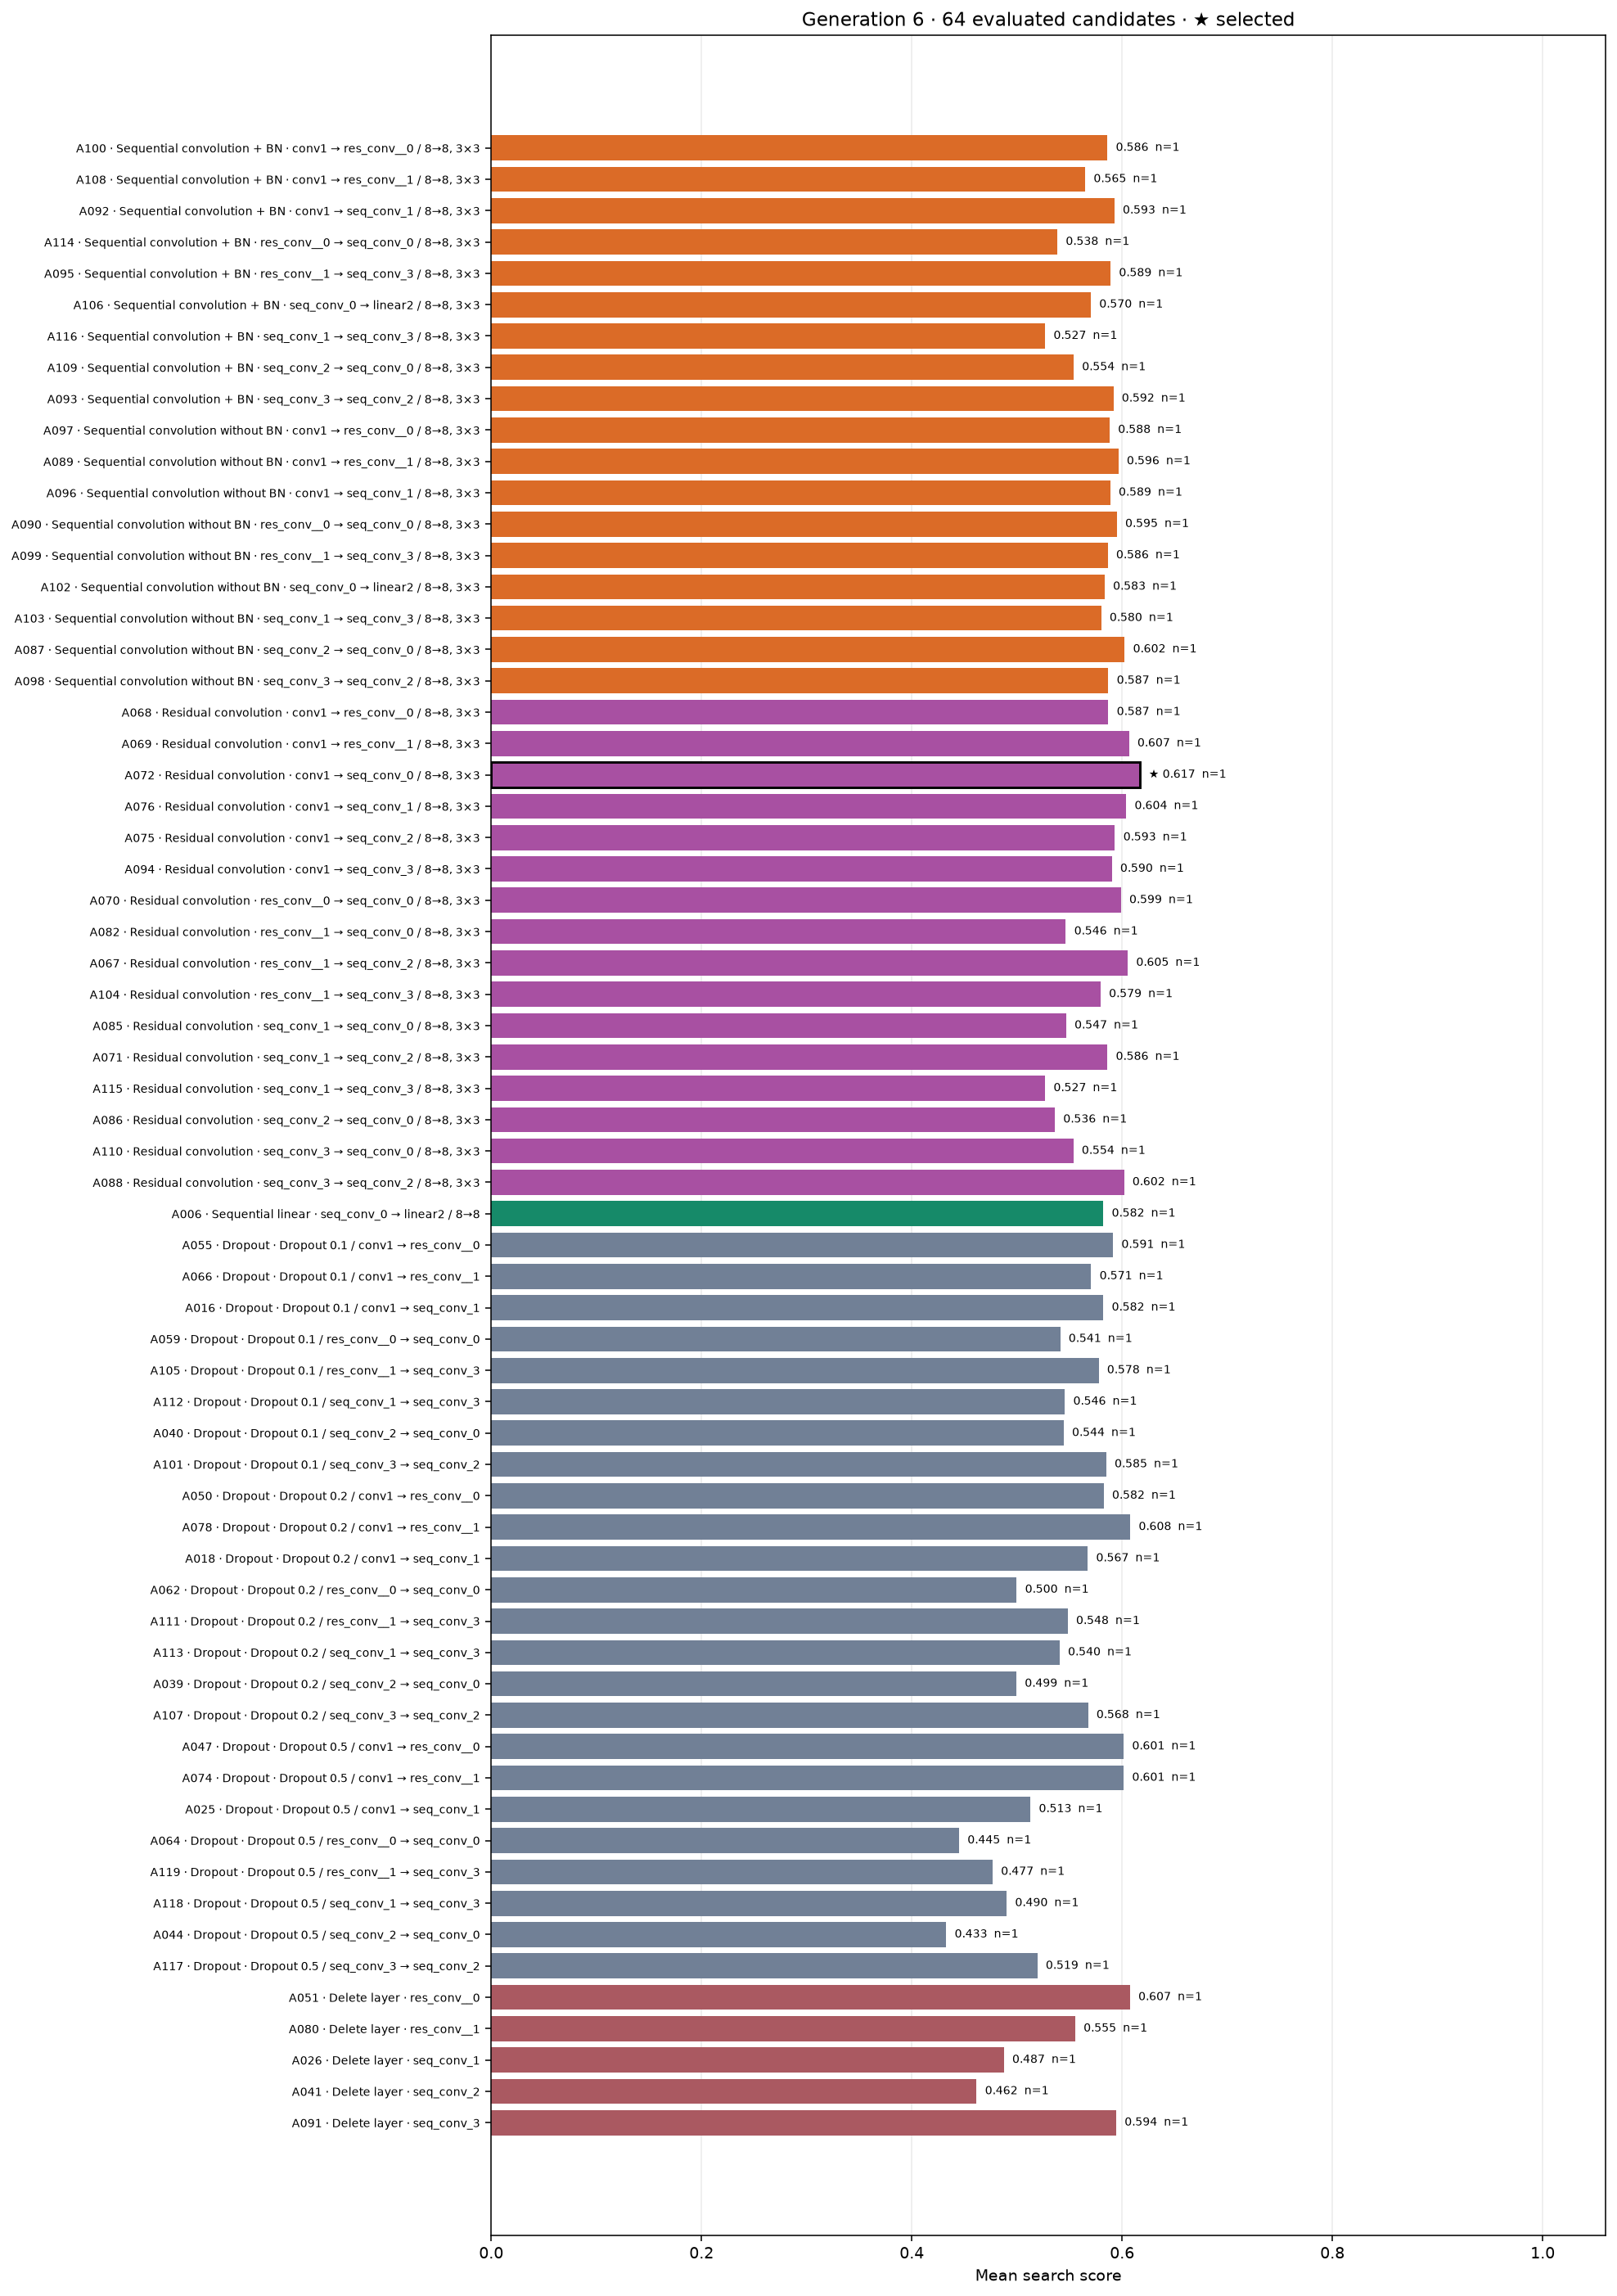 Generation 6 · 64 evaluated candidates · ★ selected
A100 · Sequential convolution + BN · conv1 → res_conv__0 / 8→8, 3×3 0.586 n=1
A108 · Sequential convolution + BN · conv1 → res_conv__1 / 8→8, 3×3 0.565 n=1
A092 · Sequential convolution + BN · conv1 → seq_conv_1 / 8→8, 3×3 0.593 n=1
A114 · Sequential convolution + BN · res_conv__0 → seq_conv_0 / 8→8, 3×3 0.538 n=1
A095 · Sequential convolution + BN · res_conv__1 → seq_conv_3 / 8→8, 3×3 0.589 n=1
A106 · Sequential convolution + BN · seq_conv_0 → linear2 / 8→8, 3×3 0.570 n=1
A116 · Sequential convolution + BN · seq_conv_1 → seq_conv_3 / 8→8, 3×3 0.527 n=1
A109 · Sequential convolution + BN · seq_conv_2 → seq_conv_0 / 8→8, 3×3 0.554 n=1
A093 · Sequential convolution + BN · seq_conv_3 → seq_conv_2 / 8→8, 3×3 0.592 n=1
A097 · Sequential convolution without BN · conv1 → res_conv__0 / 8→8, 3×3 0.588 n=1
A089 · Sequential convolution without BN · conv1 → res_conv__1 / 8→8, 3×3 0.596 n=1
A096 · Sequential convolution without BN · conv1 → seq_conv_1 / 8→8, 3×3 0.589 n=1
A090 · Sequential convolution without BN · res_conv__0 → seq_conv_0 / 8→8, 3×3 0.595 n=1
A099 · Sequential convolution without BN · res_conv__1 → seq_conv_3 / 8→8, 3×3 0.586 n=1
A102 · Sequential convolution without BN · seq_conv_0 → linear2 / 8→8, 3×3 0.583 n=1
A103 · Sequential convolution without BN · seq_conv_1 → seq_conv_3 / 8→8, 3×3 0.580 n=1
A087 · Sequential convolution without BN · seq_conv_2 → seq_conv_0 / 8→8, 3×3 0.602 n=1
A098 · Sequential convolution without BN · seq_conv_3 → seq_conv_2 / 8→8, 3×3 0.587 n=1
A068 · Residual convolution · conv1 → res_conv__0 / 8→8, 3×3 0.587 n=1
A069 · Residual convolution · conv1 → res_conv__1 / 8→8, 3×3 0.607 n=1
A072 · Residual convolution · conv1 → seq_conv_0 / 8→8, 3×3 ★ 0.617 n=1
A076 · Residual convolution · conv1 → seq_conv_1 / 8→8, 3×3 0.604 n=1
A075 · Residual convolution · conv1 → seq_conv_2 / 8→8, 3×3 0.593 n=1
A094 · Residual convolution · conv1 → seq_conv_3 / 8→8, 3×3 0.590 n=1
A070 · Residual convolution · res_conv__0 → seq_conv_0 / 8→8, 3×3 0.599 n=1
A082 · Residual convolution · res_conv__1 → seq_conv_0 / 8→8, 3×3 0.546 n=1
A067 · Residual convolution · res_conv__1 → seq_conv_2 / 8→8, 3×3 0.605 n=1
A104 · Residual convolution · res_conv__1 → seq_conv_3 / 8→8, 3×3 0.579 n=1
A085 · Residual convolution · seq_conv_1 → seq_conv_0 / 8→8, 3×3 0.547 n=1
A071 · Residual convolution · seq_conv_1 → seq_conv_2 / 8→8, 3×3 0.586 n=1
A115 · Residual convolution · seq_conv_1 → seq_conv_3 / 8→8, 3×3 0.527 n=1
A086 · Residual convolution · seq_conv_2 → seq_conv_0 / 8→8, 3×3 0.536 n=1
A110 · Residual convolution · seq_conv_3 → seq_conv_0 / 8→8, 3×3 0.554 n=1
A088 · Residual convolution · seq_conv_3 → seq_conv_2 / 8→8, 3×3 0.602 n=1
A006 · Sequential linear · seq_conv_0 → linear2 / 8→8 0.582 n=1
A055 · Dropout · Dropout 0.1 / conv1 → res_conv__0 0.591 n=1
A066 · Dropout · Dropout 0.1 / conv1 → res_conv__1 0.571 n=1
A016 · Dropout · Dropout 0.1 / conv1 → seq_conv_1 0.582 n=1
A059 · Dropout · Dropout 0.1 / res_conv__0 → seq_conv_0 0.541 n=1
A105 · Dropout · Dropout 0.1 / res_conv__1 → seq_conv_3 0.578 n=1
A112 · Dropout · Dropout 0.1 / seq_conv_1 → seq_conv_3 0.546 n=1
A040 · Dropout · Dropout 0.1 / seq_conv_2 → seq_conv_0 0.544 n=1
A101 · Dropout · Dropout 0.1 / seq_conv_3 → seq_conv_2 0.585 n=1
A050 · Dropout · Dropout 0.2 / conv1 → res_conv__0 0.582 n=1
A078 · Dropout · Dropout 0.2 / conv1 → res_conv__1 0.608 n=1
A018 · Dropout · Dropout 0.2 / conv1 → seq_conv_1 0.567 n=1
A062 · Dropout · Dropout 0.2 / res_conv__0 → seq_conv_0 0.500 n=1
A111 · Dropout · Dropout 0.2 / res_conv__1 → seq_conv_3 0.548 n=1
A113 · Dropout · Dropout 0.2 / seq_conv_1 → seq_conv_3 0.540 n=1
A039 · Dropout · Dropout 0.2 / seq_conv_2 → seq_conv_0 0.499 n=1
A107 · Dropout · Dropout 0.2 / seq_conv_3 → seq_conv_2 0.568 n=1
A047 · Dropout · Dropout 0.5 / conv1 → res_conv__0 0.601 n=1
A074 · Dropout · Dropout 0.5 / conv1 → res_conv__1 0.601 n=1
A025 · Dropout · Dropout 0.5 / conv1 → seq_conv_1 0.513 n=1
A064 · Dropout · Dropout 0.5 / res_conv__0 → seq_conv_0 0.445 n=1
A119 · Dropout · Dropout 0.5 / res_conv__1 → seq_conv_3 0.477 n=1
A118 · Dropout · Dropout 0.5 / seq_conv_1 → seq_conv_3 0.490 n=1
A044 · Dropout · Dropout 0.5 / seq_conv_2 → seq_conv_0 0.433 n=1
A117 · Dropout · Dropout 0.5 / seq_conv_3 → seq_conv_2 0.519 n=1
A051 · Delete layer · res_conv__0 0.607 n=1
A080 · Delete layer · res_conv__1 0.555 n=1
A026 · Delete layer · seq_conv_1 0.487 n=1
A041 · Delete layer · seq_conv_2 0.462 n=1
A091 · Delete layer · seq_conv_3 0.594 n=1
0.0 0.2 0.4 0.6 0.8 1.0
Mean search score